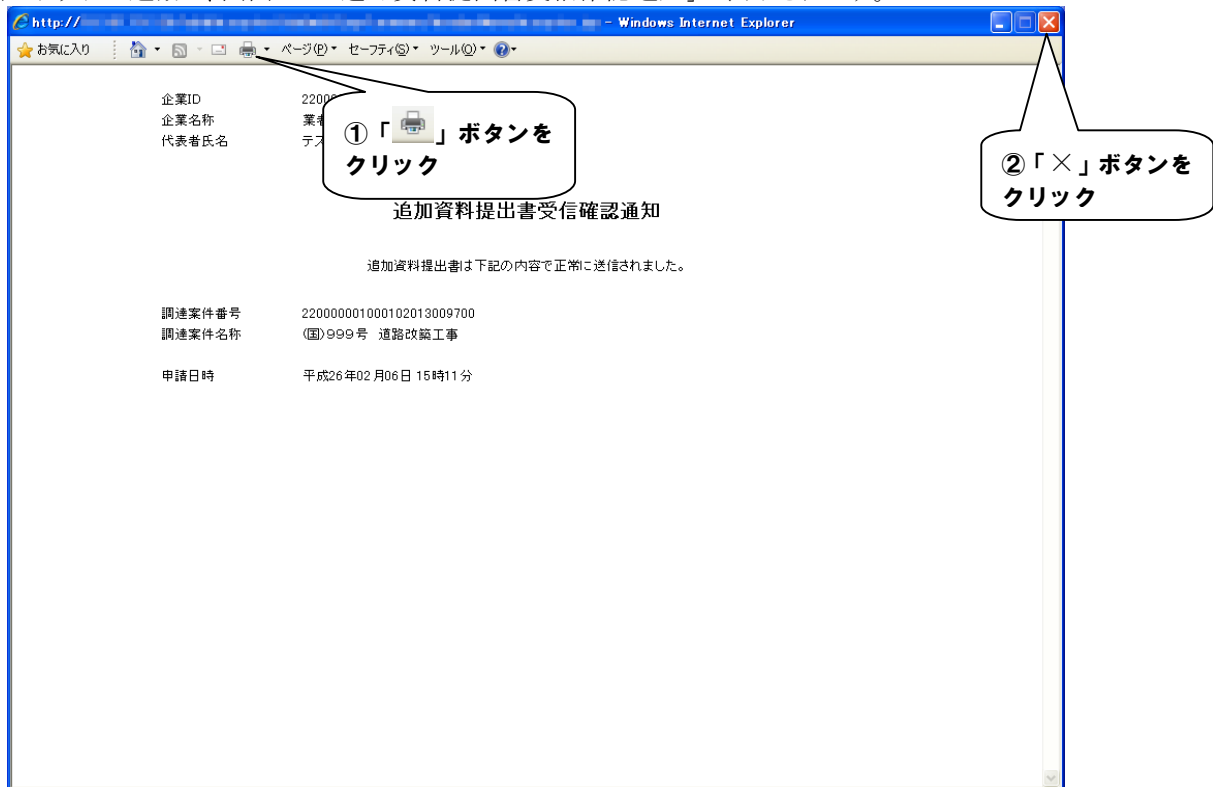 http:// - Windows Internet Explorer
お気に入り ページ(P) セーフティ(S) ツール(O)
企業ID 2200
企業名称 業者
代表者氏名 テス
①「 」ボタンを
クリック
②「×」ボタンを
クリック
追加資料提出書受信確認通知
追加資料提出書は下記の内容で正常に送信されました。
調達案件番号 220000001000102013009700
調達案件名称 (国)999号 道路改築工事
申請日時 平成26年02月06日 15時11分